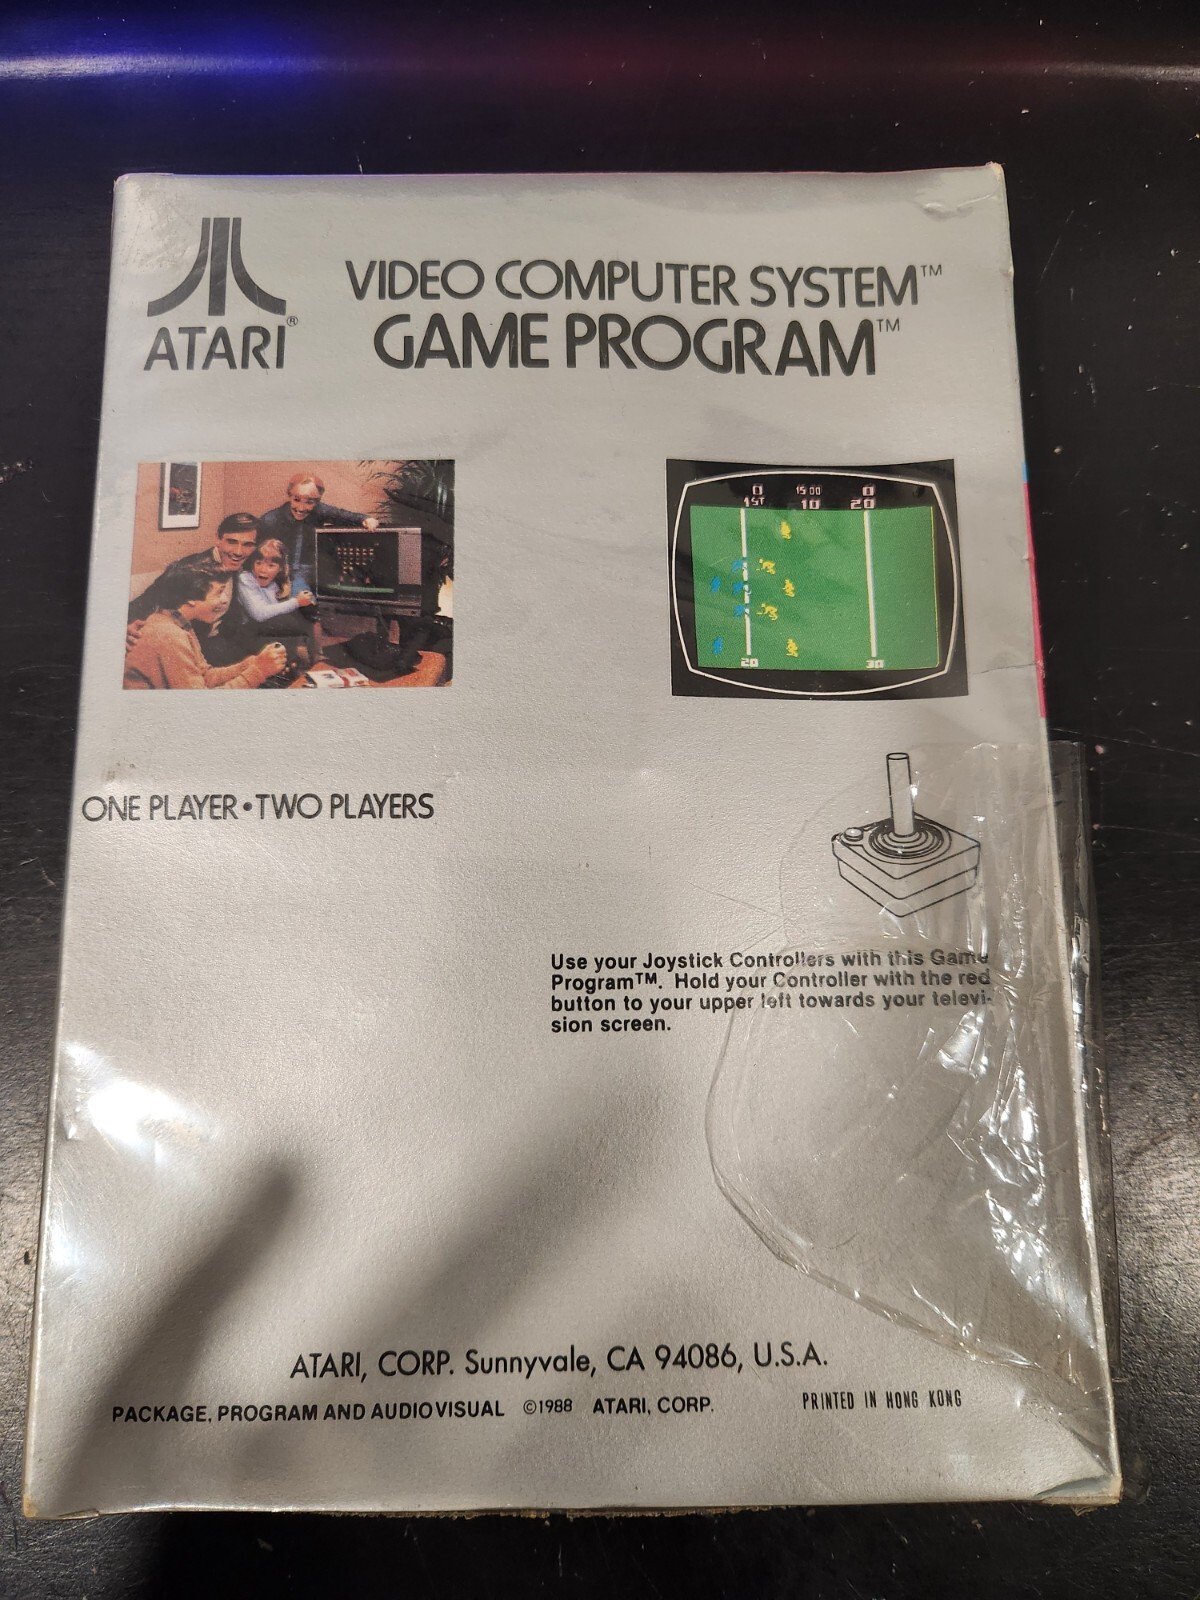 ATARI®
VIDEO COMPUTER SYSTEM™
GAME PROGRAM™
0 15:00 0
1ST 10 20
20 30
ONE PLAYER • TWO PLAYERS
Use your Joystick Controllers with this Game
Program™. Hold your Controller with the red
button to your upper left towards your televi-
sion screen.
ATARI, CORP. Sunnyvale, CA 94086, U.S.A.
PACKAGE, PROGRAM AND AUDIOVISUAL ©1988 ATARI, CORP.
PRINTED IN HONG KONG